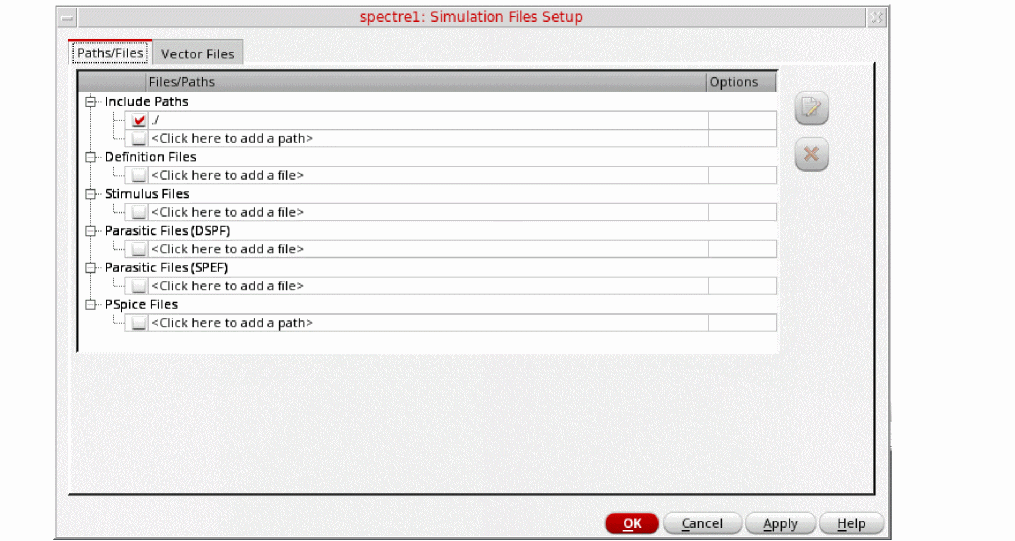 spectre1: Simulation Files Setup
Paths/Files Vector Files
Files/Paths Options
Include Paths
./
<Click here to add a path>
Definition Files
<Click here to add a file>
Stimulus Files
<Click here to add a file>
Parasitic Files (DSPF)
<Click here to add a file>
Parasitic Files (SPEF)
<Click here to add a file>
PSpice Files
<Click here to add a path>
OK Cancel Apply Help